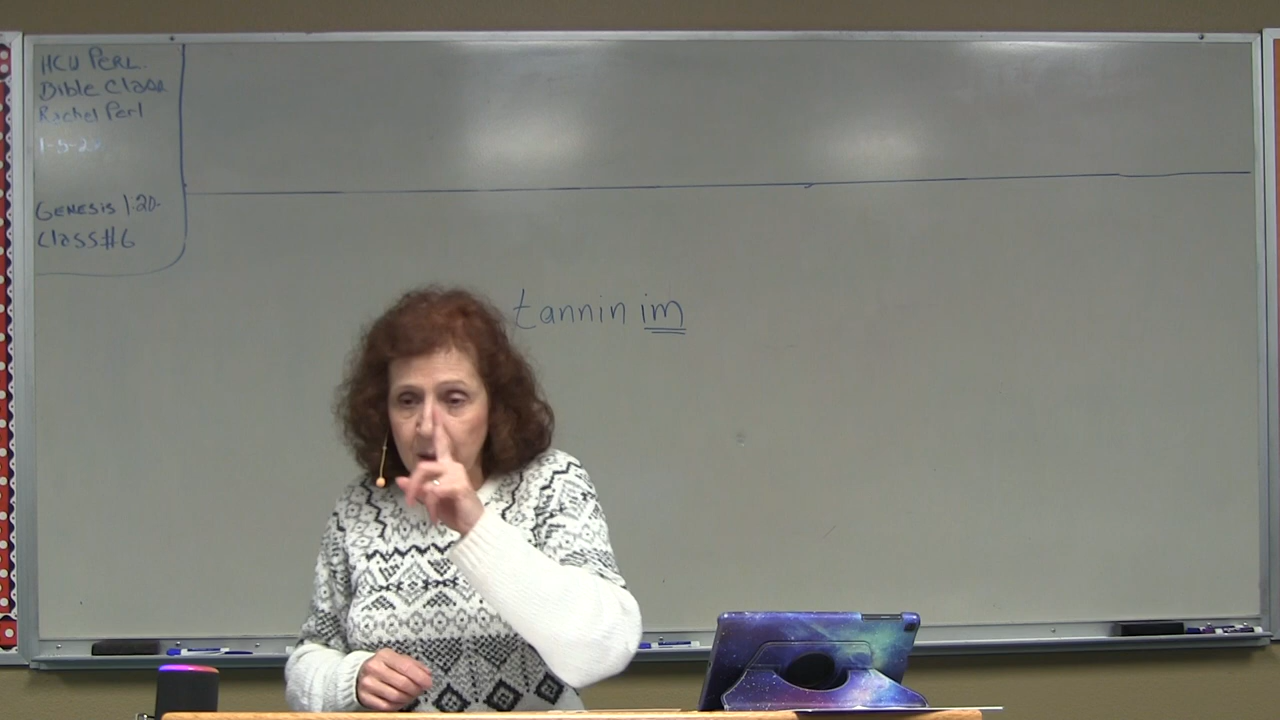 HCU PERL.
Bible Class
Rachel Perl
Genesis 1:20-
Class#6
tannin im